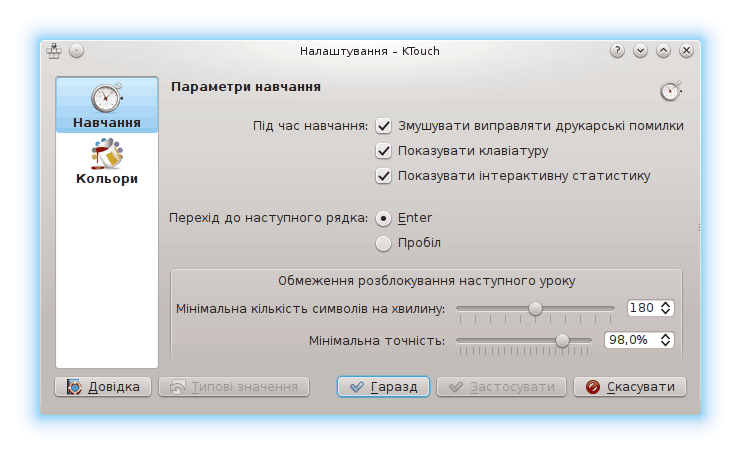 Налаштування – KTouch
Навчання
Кольори
Параметри навчання
Під час навчання: Змушувати виправляти друкарські помилки
Показувати клавіатуру
Показувати інтерактивну статистику
Перехід до наступного рядка: Enter
Пробіл
Обмеження розблокування наступного уроку
Мінімальна кількість символів на хвилину: 180
Мінімальна точність: 98,0%
Довідка Типові значення Гаразд Застосувати Скасувати